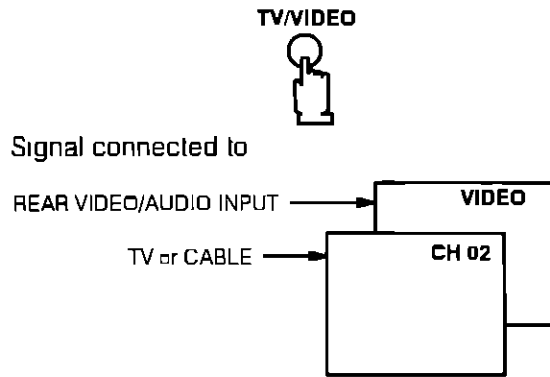 TV/VIDEO
Signal connected to
REAR VIDEO/AUDIO INPUT
VIDEO
TV or CABLE
CH 02